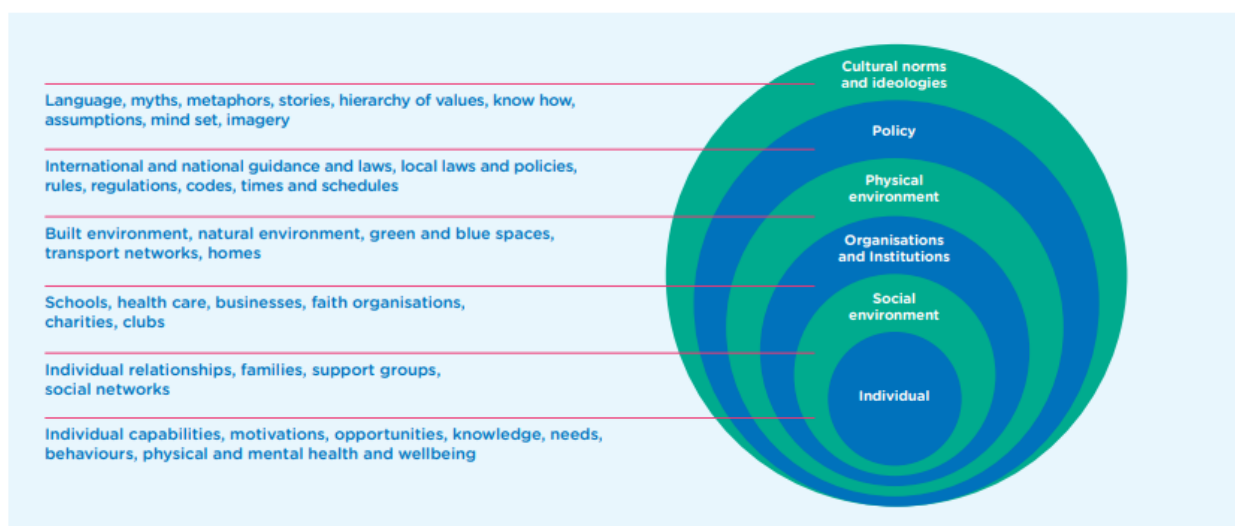 Cultural norms
and ideologies
Language, myths, metaphors, stories, hierarchy of values, know how,
assumptions, mind set, imagery
Policy
International and national guidance and laws, local laws and policies,
rules, regulations, codes, times and schedules
Physical
environment
Built environment, natural environment, green and blue spaces,
transport networks, homes
Organisations
and Institutions
Schools, health care, businesses, faith organisations,
charities, clubs
Social
environment
Individual relationships, families, support groups,
social networks
Individual
Individual capabilities, motivations, opportunities, knowledge, needs,
behaviours, physical and mental health and wellbeing